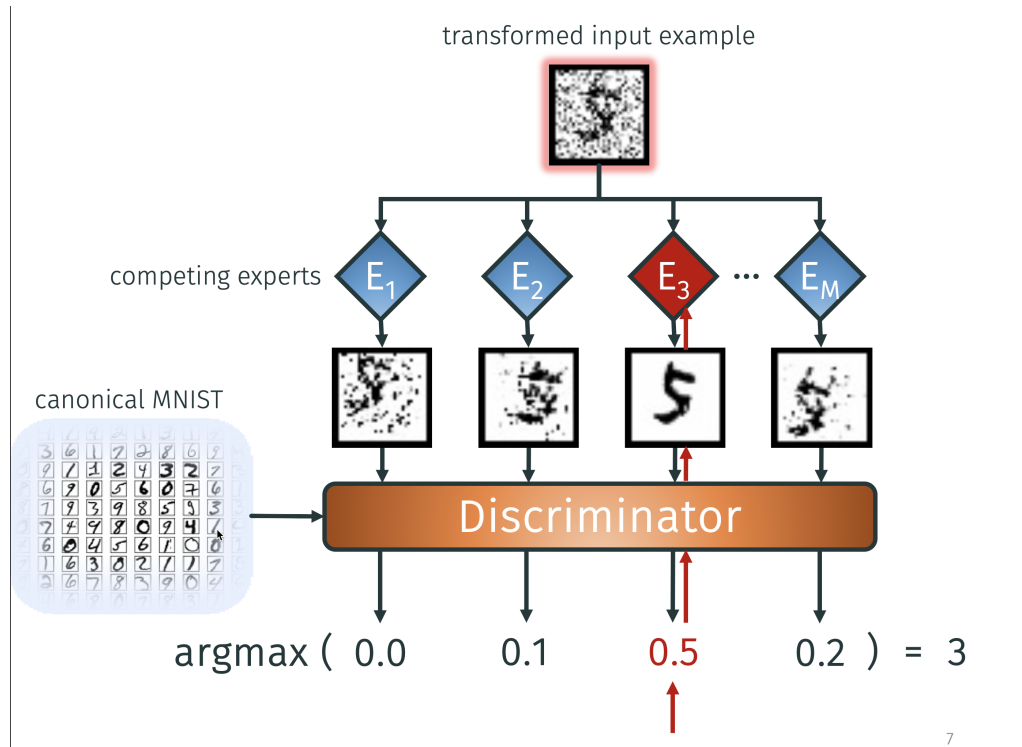 transformed input example
competing experts
E1 E2 E3 ... EM
canonical MNIST
Discriminator
argmax ( 0.0 0.1 0.5 0.2 ) = 3
7